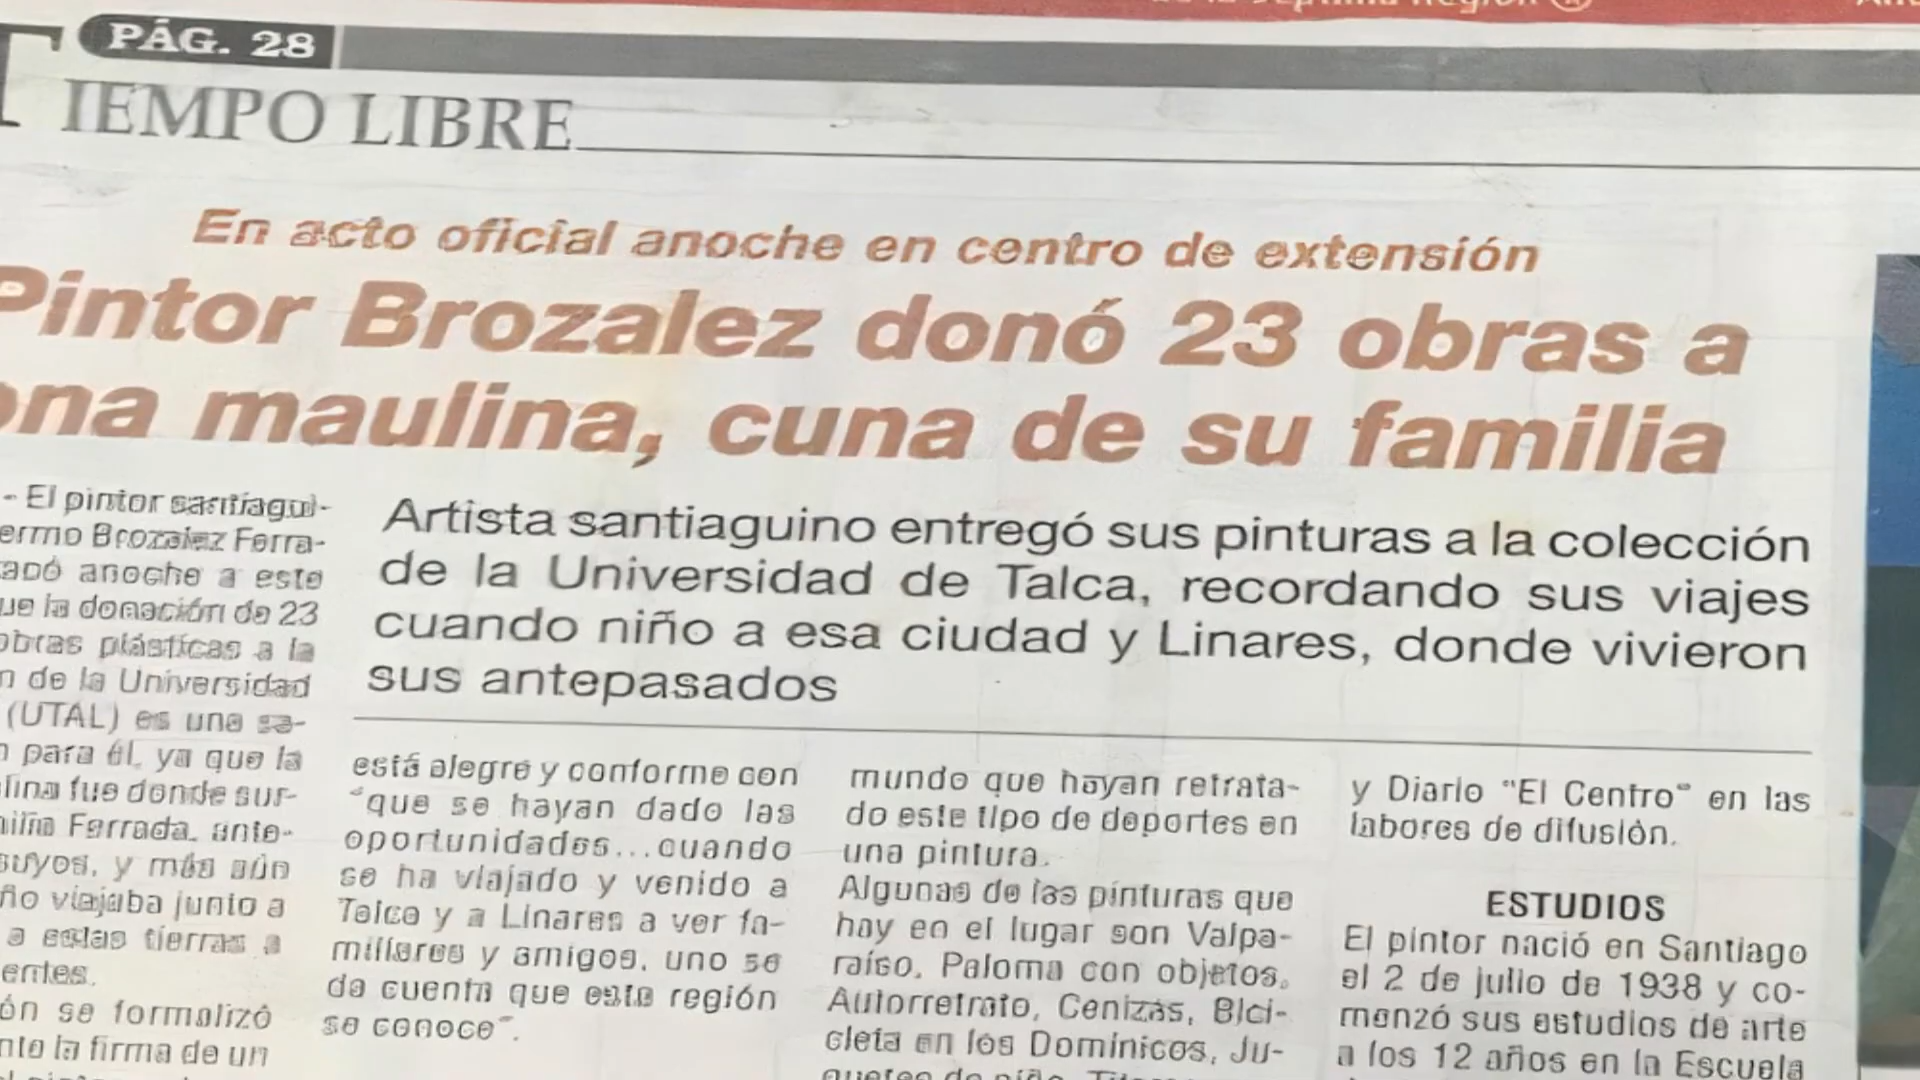 PÁG. 28
TIEMPO LIBRE
En acto oficial anoche en centro de extensión
Pintor Brozalez donó 23 obras a
ona maulina, cuna de su familia
Artista santiaguino entregó sus pinturas a la colección
de la Universidad de Talca, recordando sus viajes
cuando niño a esa ciudad y Linares, donde vivieron
sus antepasados
- El pintor santiagui-
ermo Brozalez Ferra-
acó anoche a este
ue la donación de 23
obras plásticas a la
n de la Universidad
(UTAL) es una
n para él, ya que la
lina fue donde sur-
Ferrada, ante-
suyos, y más aún
ño viajaba junto a
a estas tierras a
entes.
ón se formalizó
nte la firma de un
está alegre y conforme con
"que se hayan dado las
oportunidades...cuando
se ha viajado y venido a
Talca y a Linares a ver fa-
miliares y amigos, uno se
da cuenta que esta región
se conoce".
mundo que hayan retrata-
do este tipo de deportes en
una pintura.
Algunas de las pinturas que
hay en el lugar son Valpa-
raíso, Paloma con objetos,
Autorretrato, Cenizas, Bici-
cleta en los Dominicos, Ju-
guetes de niño,
y Diario "El Centro" en las
labores de difusión.
ESTUDIOS
El pintor nació en Santiago
el 2 de julio de 1938 y co-
menzó sus estudios de arte
a los 12 años en la Escuela